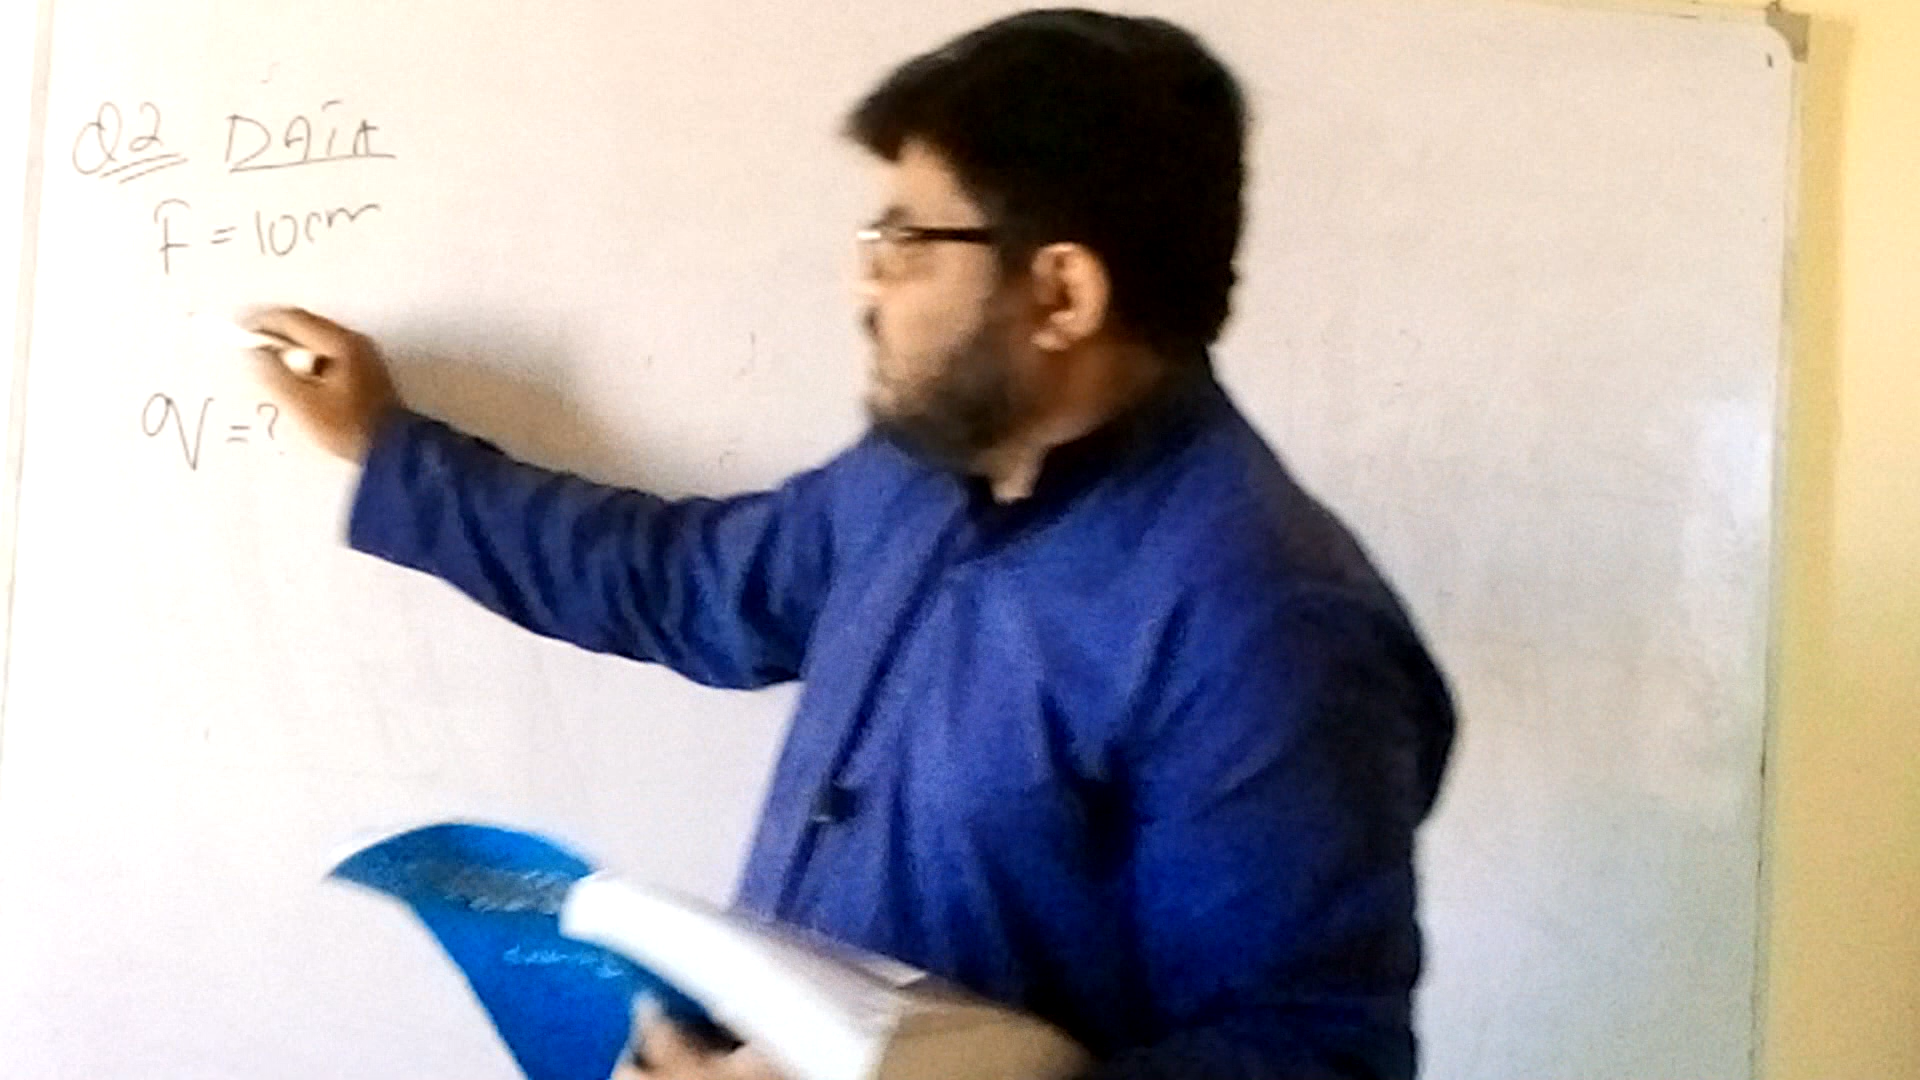 Q2 DATA
F = 10cm
q = ?